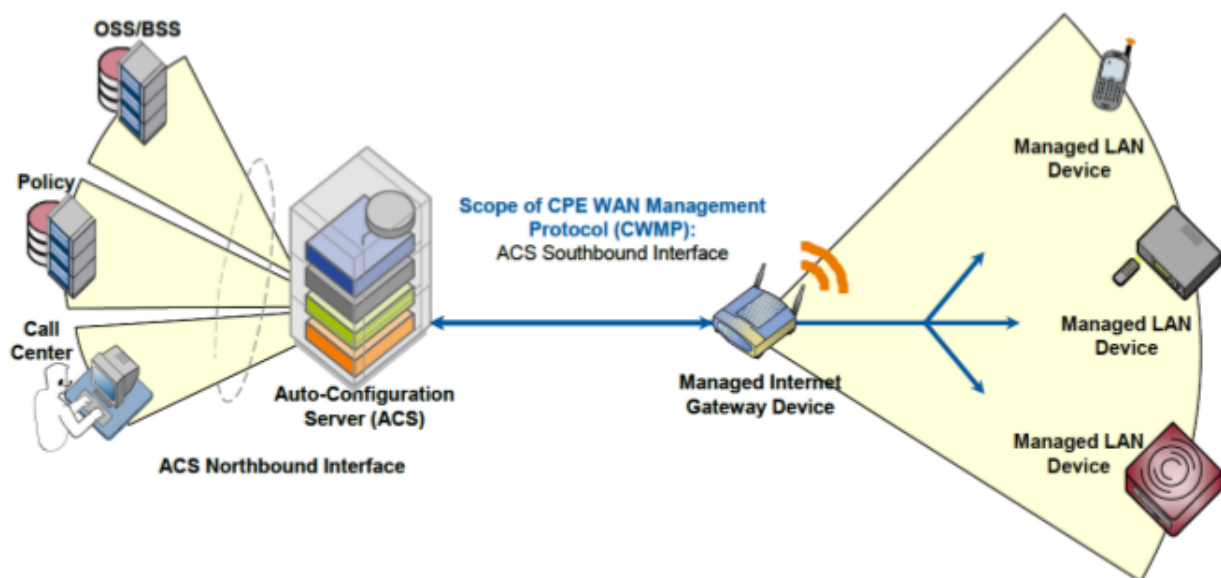 OSS/BSS
Policy
Call
Center
Auto-Configuration
Server (ACS)
ACS Northbound Interface
Scope of CPE WAN Management
Protocol (CWMP):
ACS Southbound Interface
Managed Internet
Gateway Device
Managed LAN
Device
Managed LAN
Device
Managed LAN
Device